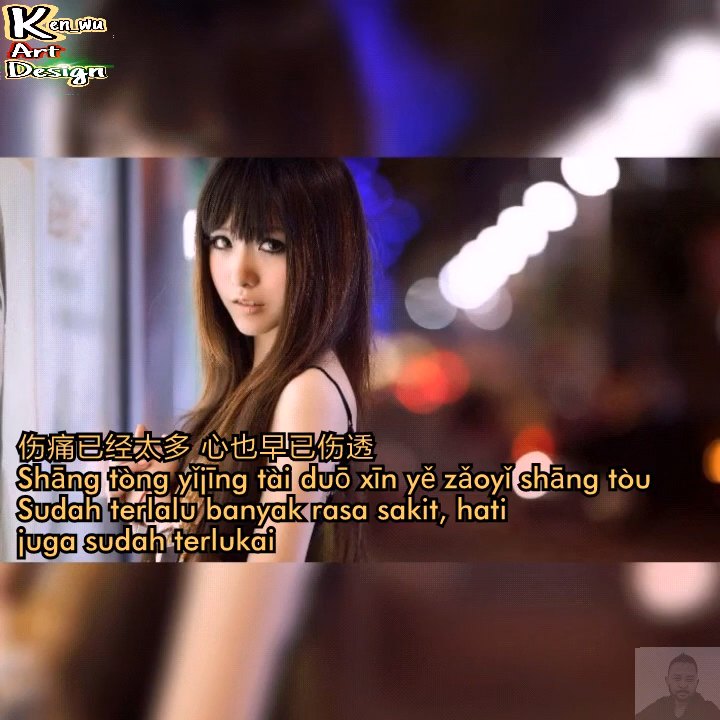 Ken_wu
Art
Design
伤痛已经太多 心也早已伤透
Shāng tòng yǐjīng tài duō xīn yě zǎoyǐ shāng tòu
Sudah terlalu banyak rasa sakit, hati
juga sudah terlukai